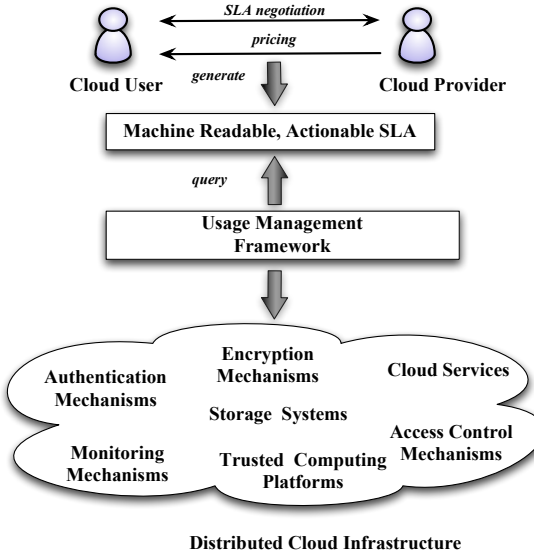 SLA negotiation
pricing
Cloud User
generate
Cloud Provider
Machine Readable, Actionable SLA
query
Usage Management
Framework
Encryption
Mechanisms
Cloud Services
Authentication
Mechanisms
Storage Systems
Access Control
Mechanisms
Monitoring
Mechanisms
Trusted Computing
Platforms
Distributed Cloud Infrastructure